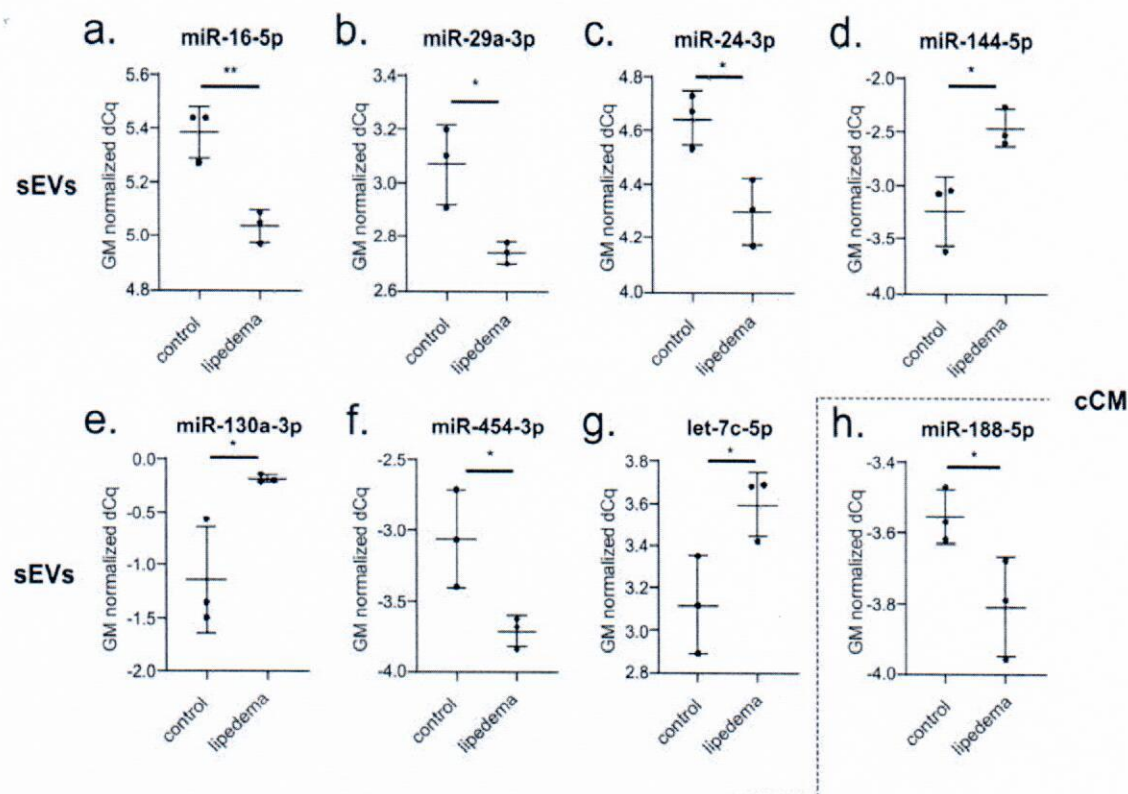 a. miR-16-5p
**
GM normalized dCq
5.6
5.4
5.2
5.0
4.8
control
lipedema
b. miR-29a-3p
*
GM normalized dCq
3.4
3.2
3.0
2.8
2.6
control
lipedema
c. miR-24-3p
*
GM normalized dCq
4.8
4.6
4.4
4.2
4.0
control
lipedema
d. miR-144-5p
*
GM normalized dCq
-2.0
-2.5
-3.0
-3.5
-4.0
control
lipedema
sEVs
e. miR-130a-3p
*
GM normalized dCq
0.0
-0.5
-1.0
-1.5
-2.0
control
lipedema
f. miR-454-3p
*
GM normalized dCq
-2.5
-3.0
-3.5
-4.0
control
lipedema
g. let-7c-5p
*
GM normalized dCq
3.8
3.6
3.4
3.2
3.0
2.8
control
lipedema
sEVs
cCM
h. miR-188-5p
*
GM normalized dCq
-3.4
-3.6
-3.8
-4.0
control
lipedema